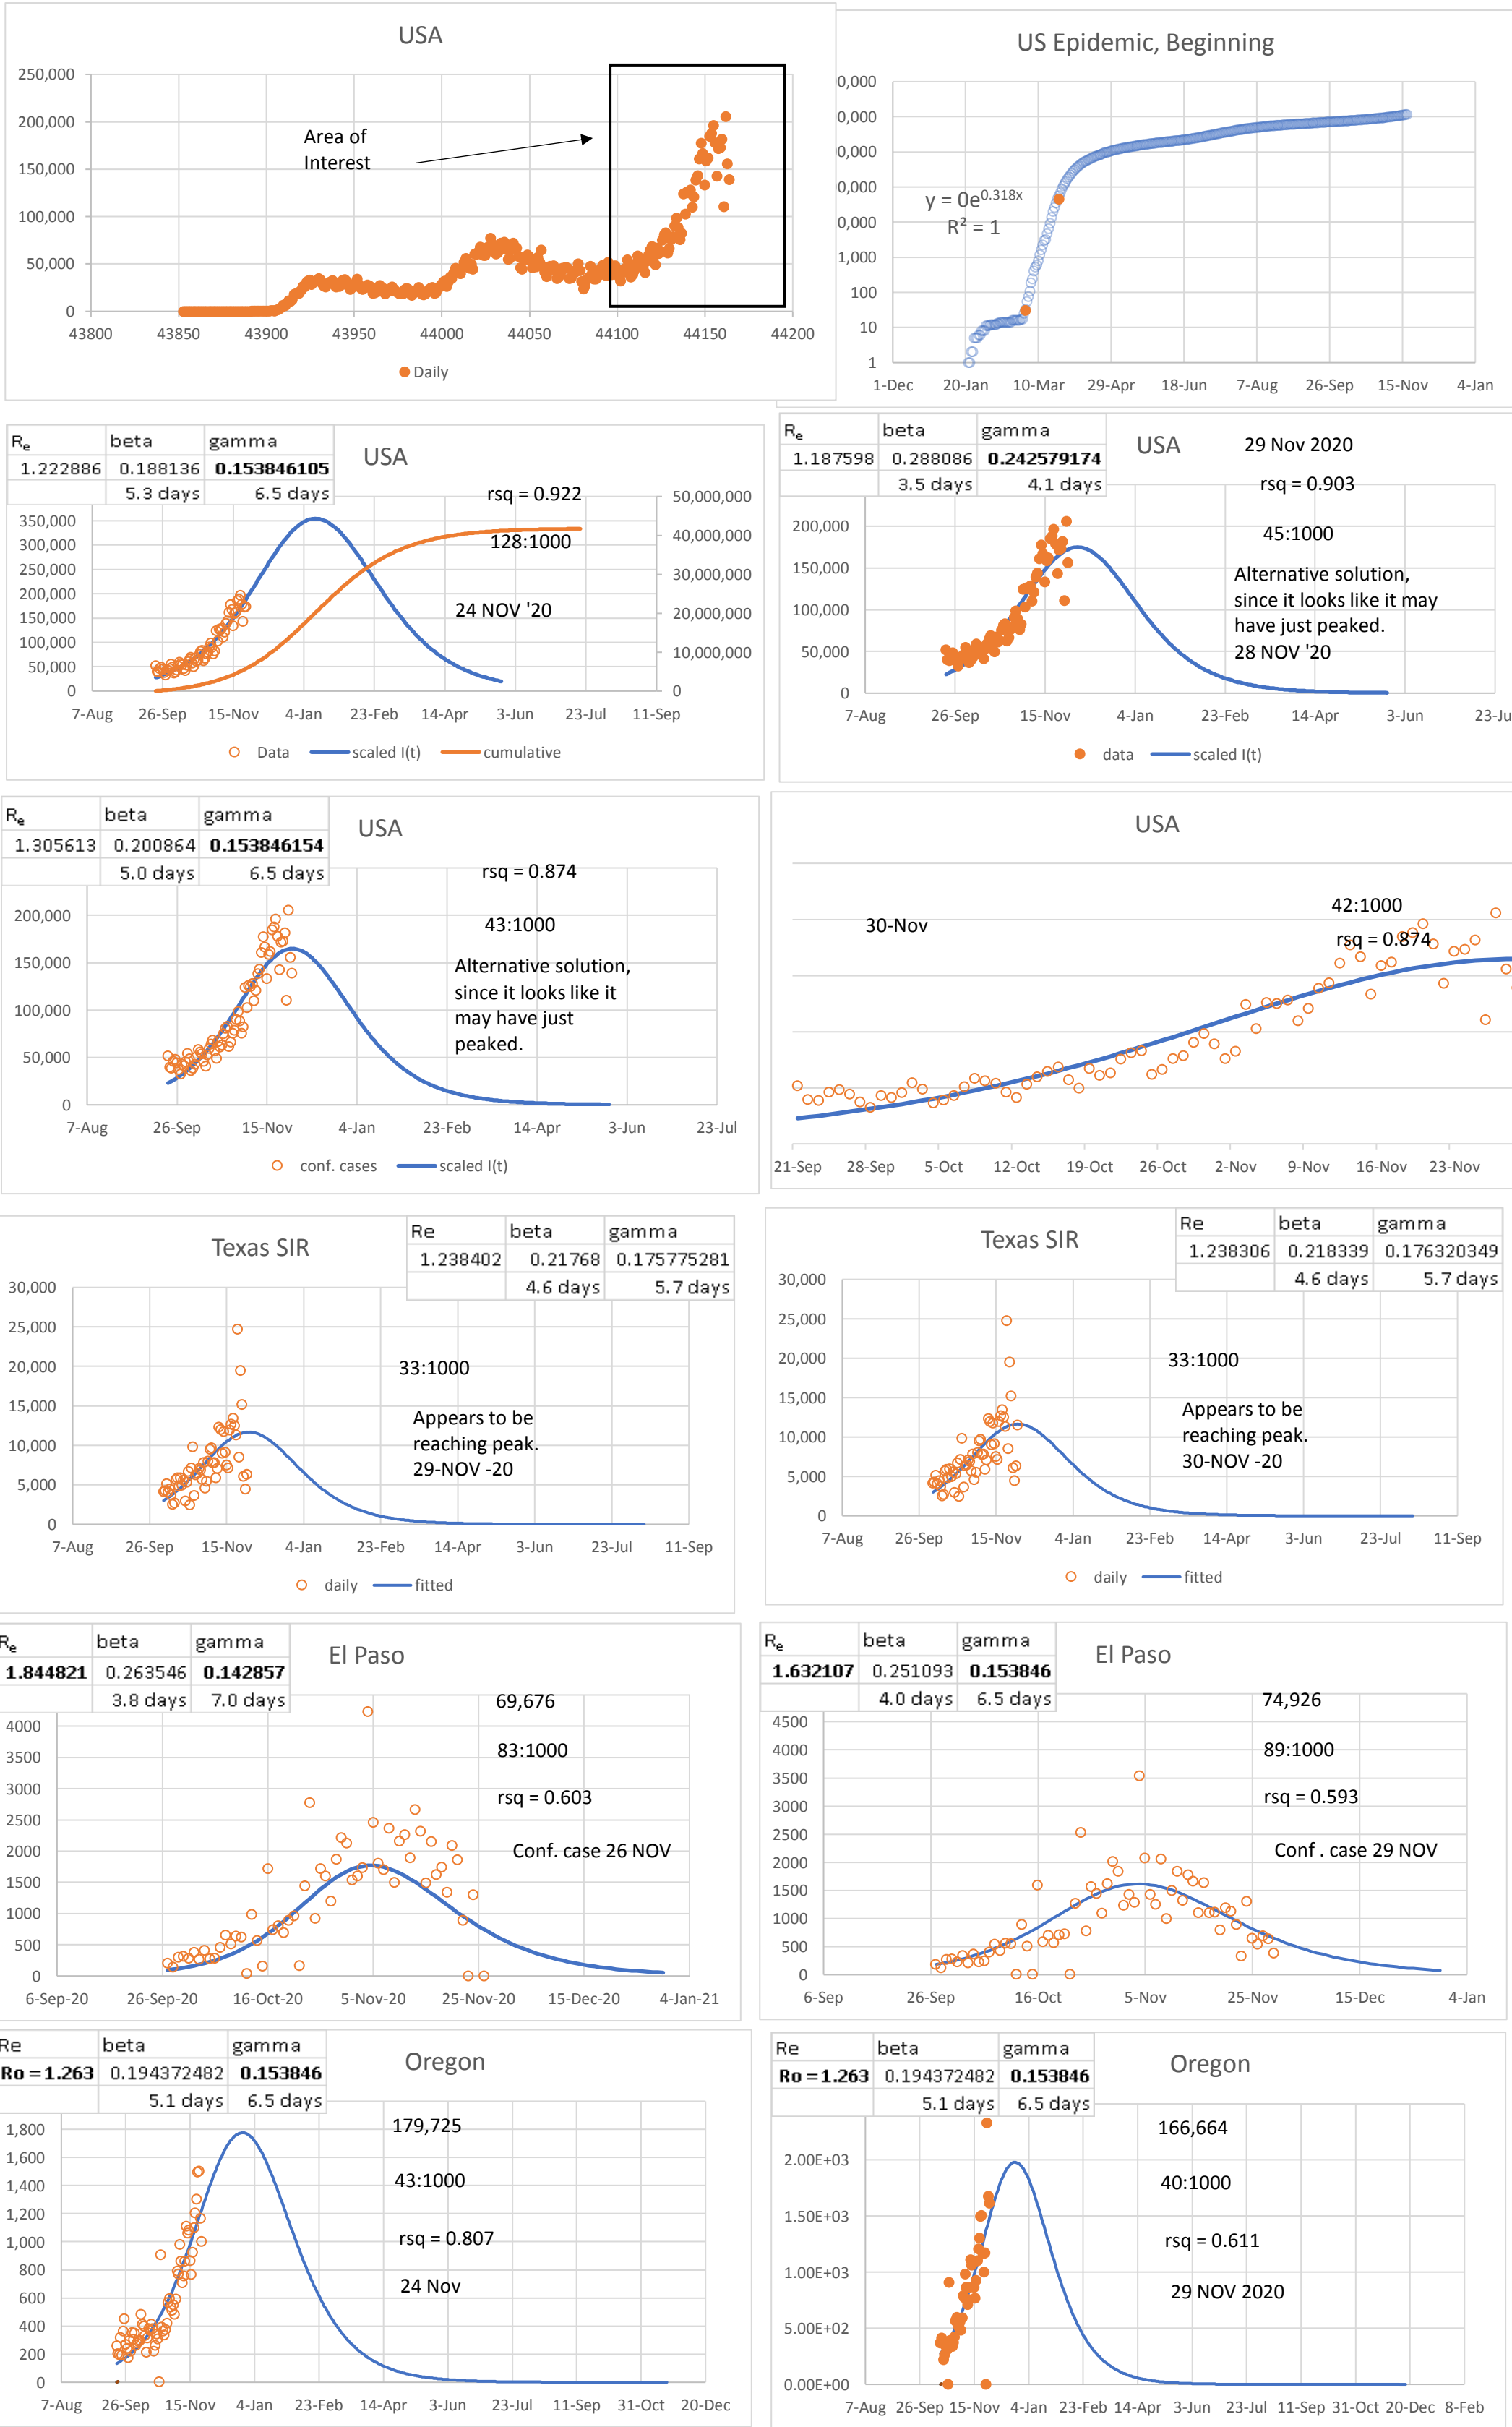 USA
250,000
200,000
150,000
100,000
50,000
0
Area of
Interest
43800 43850 43900 43950 44000 44050 44100 44150 44200
Daily
US Epidemic, Beginning
0,000
0,000
0,000
0,000
0,000
1,000
100
10
1
y = 0e^0.318x
R² = 1
1-Dec 20-Jan 10-Mar 29-Apr 18-Jun 7-Aug 26-Sep 15-Nov 4-Jan
Re beta gamma
1.222886 0.188136 0.153846105
5.3 days 6.5 days
USA
rsq = 0.922
128:1000
24 NOV '20
350,000
300,000
250,000
200,000
150,000
100,000
50,000
0
50,000,000
40,000,000
30,000,000
20,000,000
10,000,000
0
7-Aug 26-Sep 15-Nov 4-Jan 23-Feb 14-Apr 3-Jun 23-Jul 11-Sep
Data scaled I(t) cumulative
Re beta gamma
1.187598 0.288086 0.242579174
3.5 days 4.1 days
USA
29 Nov 2020
rsq = 0.903
45:1000
Alternative solution,
since it looks like it may
have just peaked.
28 NOV '20
200,000
150,000
100,000
50,000
0
7-Aug 26-Sep 15-Nov 4-Jan 23-Feb 14-Apr 3-Jun 23-Ju
data scaled I(t)
Re beta gamma
1.305613 0.200864 0.153846154
5.0 days 6.5 days
USA
rsq = 0.874
43:1000
Alternative solution,
since it looks like it
may have just
peaked.
200,000
150,000
100,000
50,000
0
7-Aug 26-Sep 15-Nov 4-Jan 23-Feb 14-Apr 3-Jun 23-Jul
conf. cases scaled I(t)
USA
30-Nov
42:1000
rsq = 0.874
21-Sep 28-Sep 5-Oct 12-Oct 19-Oct 26-Oct 2-Nov 9-Nov 16-Nov 23-Nov
Texas SIR
Re beta gamma
1.238402 0.21768 0.175775281
4.6 days 5.7 days
30,000
25,000
20,000
15,000
10,000
5,000
0
33:1000
Appears to be
reaching peak.
29-NOV -20
7-Aug 26-Sep 15-Nov 4-Jan 23-Feb 14-Apr 3-Jun 23-Jul 11-Sep
daily fitted
Texas SIR
Re beta gamma
1.238306 0.218339 0.176320349
4.6 days 5.7 days
30,000
25,000
20,000
15,000
10,000
5,000
0
33:1000
Appears to be
reaching peak.
30-NOV -20
7-Aug 26-Sep 15-Nov 4-Jan 23-Feb 14-Apr 3-Jun 23-Jul 11-Sep
daily fitted
Re beta gamma
1.844821 0.263546 0.142857
3.8 days 7.0 days
El Paso
69,676
83:1000
rsq = 0.603
Conf. case 26 NOV
4000
3500
3000
2500
2000
1500
1000
500
0
6-Sep-20 26-Sep-20 16-Oct-20 5-Nov-20 25-Nov-20 15-Dec-20 4-Jan-21
Re beta gamma
1.632107 0.251093 0.153846
4.0 days 6.5 days
El Paso
74,926
89:1000
rsq = 0.593
Conf . case 29 NOV
4500
4000
3500
3000
2500
2000
1500
1000
500
0
6-Sep 26-Sep 16-Oct 5-Nov 25-Nov 15-Dec 4-Jan
Re beta gamma
Ro =1.263 0.194372482 0.153846
5.1 days 6.5 days
Oregon
179,725
43:1000
rsq = 0.807
24 Nov
1,800
1,600
1,400
1,200
1,000
800
600
400
200
0
7-Aug 26-Sep 15-Nov 4-Jan 23-Feb 14-Apr 3-Jun 23-Jul 11-Sep 31-Oct 20-Dec
Re beta gamma
Ro =1.263 0.194372482 0.153846
5.1 days 6.5 days
Oregon
166,664
40:1000
rsq = 0.611
29 NOV 2020
2.00E+03
1.50E+03
1.00E+03
5.00E+02
0.00E+00
7-Aug 26-Sep 15-Nov 4-Jan 23-Feb 14-Apr 3-Jun 23-Jul 11-Sep 31-Oct 20-Dec 8-Feb